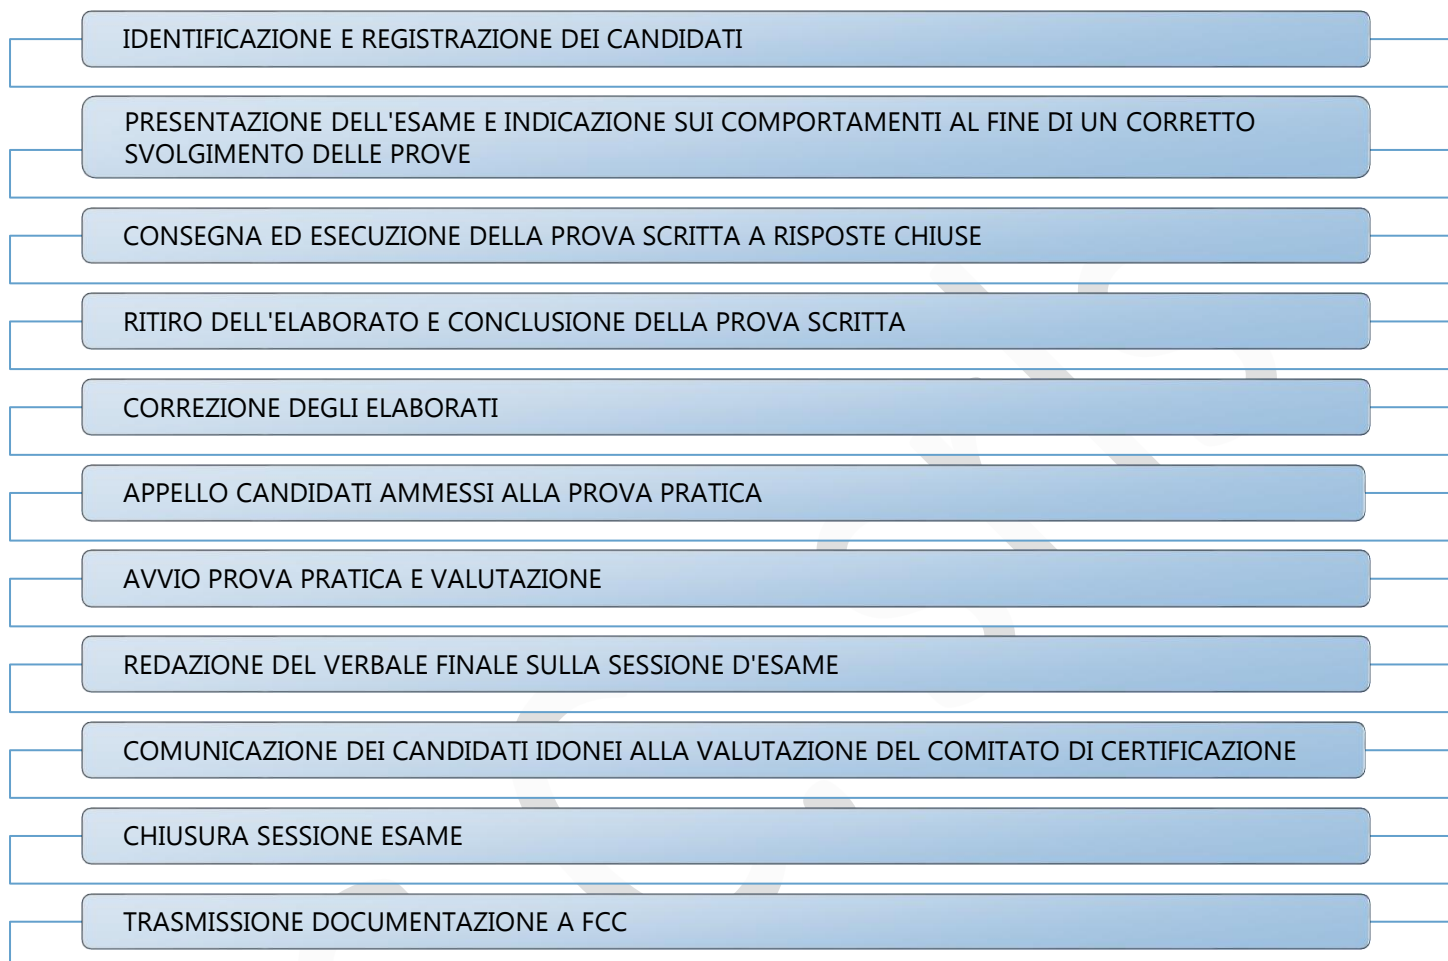 IDENTIFICAZIONE E REGISTRAZIONE DEI CANDIDATI
PRESENTAZIONE DELL'ESAME E INDICAZIONE SUI COMPORTAMENTI AL FINE DI UN CORRETTO
SVOLGIMENTO DELLE PROVE
CONSEGNA ED ESECUZIONE DELLA PROVA SCRITTA A RISPOSTE CHIUSE
RITIRO DELL'ELABORATO E CONCLUSIONE DELLA PROVA SCRITTA
CORREZIONE DEGLI ELABORATI
APPELLO CANDIDATI AMMESSI ALLA PROVA PRATICA
AVVIO PROVA PRATICA E VALUTAZIONE
REDAZIONE DEL VERBALE FINALE SULLA SESSIONE D'ESAME
COMUNICAZIONE DEI CANDIDATI IDONEI ALLA VALUTAZIONE DEL COMITATO DI CERTIFICAZIONE
CHIUSURA SESSIONE ESAME
TRASMISSIONE DOCUMENTAZIONE A FCC